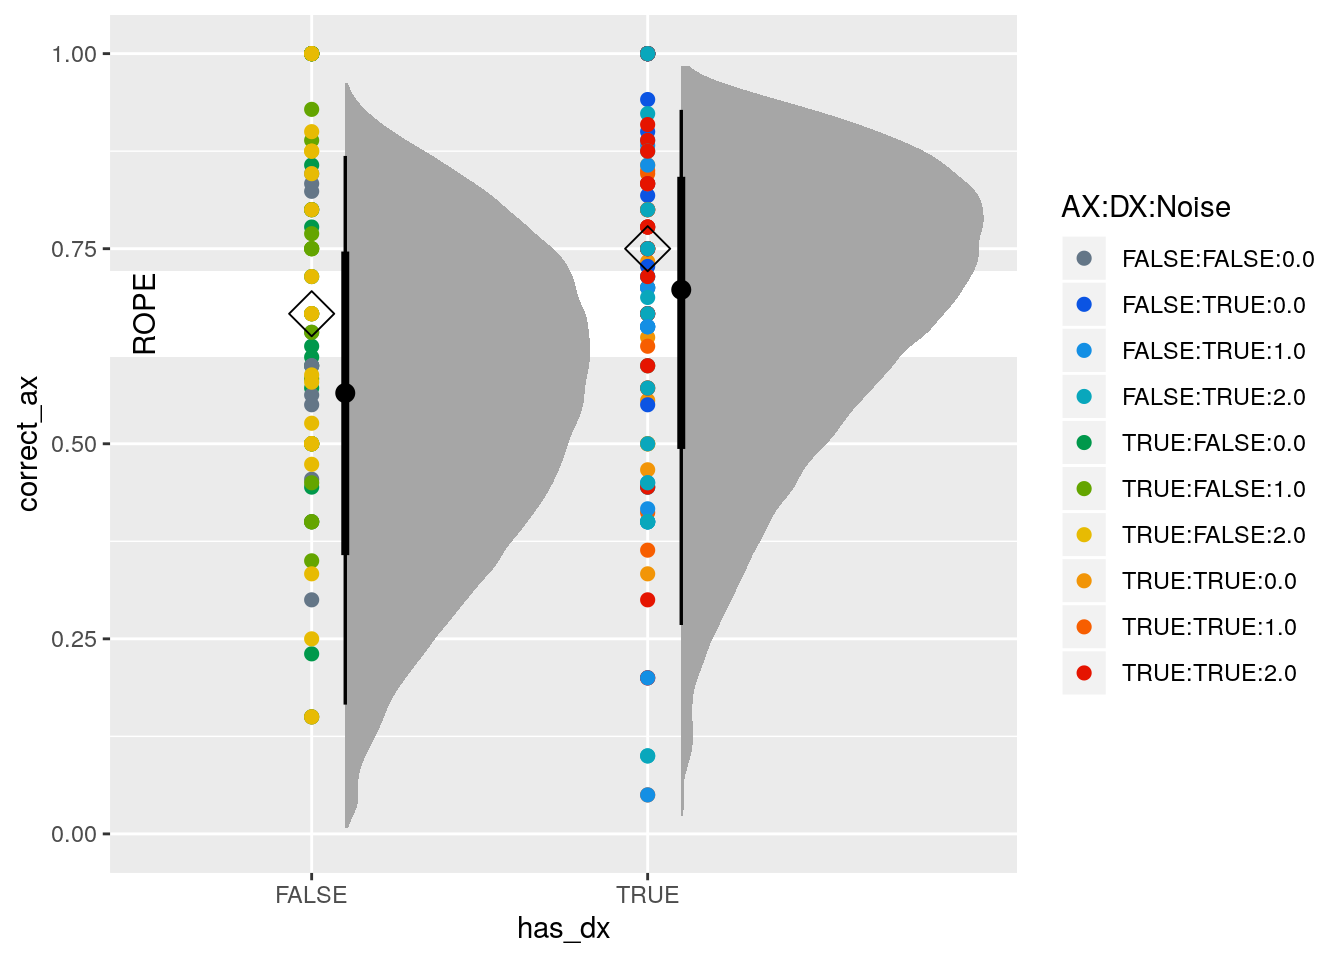 1.00
0.75
0.50
0.25
0.00
correct_ax
ROPE
FALSE
TRUE
has_dx
AX:DX:Noise
FALSE:FALSE:0.0
FALSE:TRUE:0.0
FALSE:TRUE:1.0
FALSE:TRUE:2.0
TRUE:FALSE:0.0
TRUE:FALSE:1.0
TRUE:FALSE:2.0
TRUE:TRUE:0.0
TRUE:TRUE:1.0
TRUE:TRUE:2.0